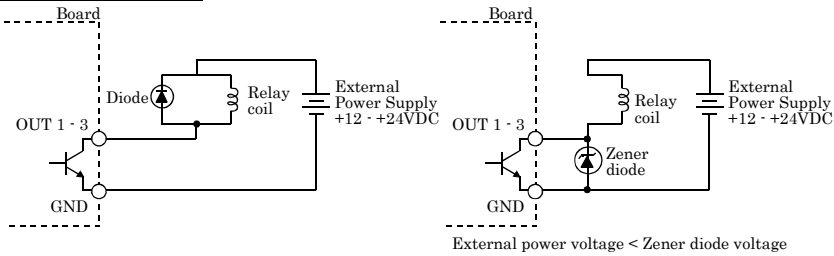 Board
Diode
Relay
coil
External
Power Supply
+12 - +24VDC
OUT 1 - 3
GND
Board
Relay
coil
External
Power Supply
+12 - +24VDC
OUT 1 - 3
Zener
diode
GND
External power voltage < Zener diode voltage